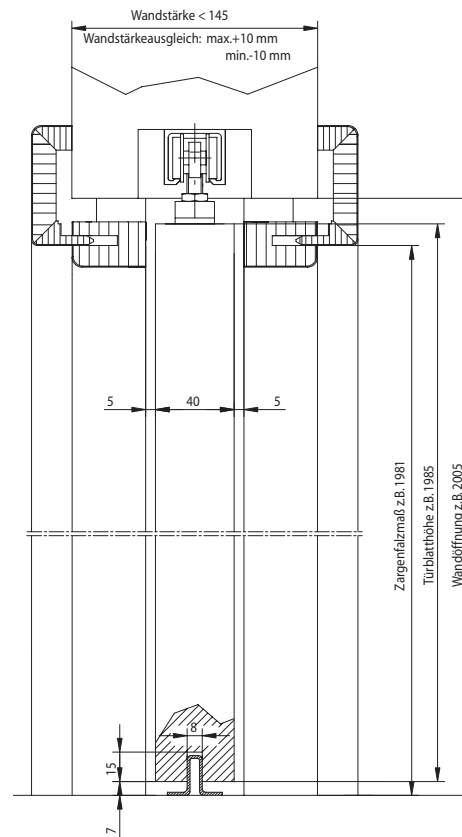 Wandstärke < 145
Wandstärkeausgleich: max.+10 mm
min.-10 mm
5
40
5
Zargenfalzmaß z.B. 1981
Türblatthöhe z.B. 1985
Wandöffnung z.B. 2005
8
15
7